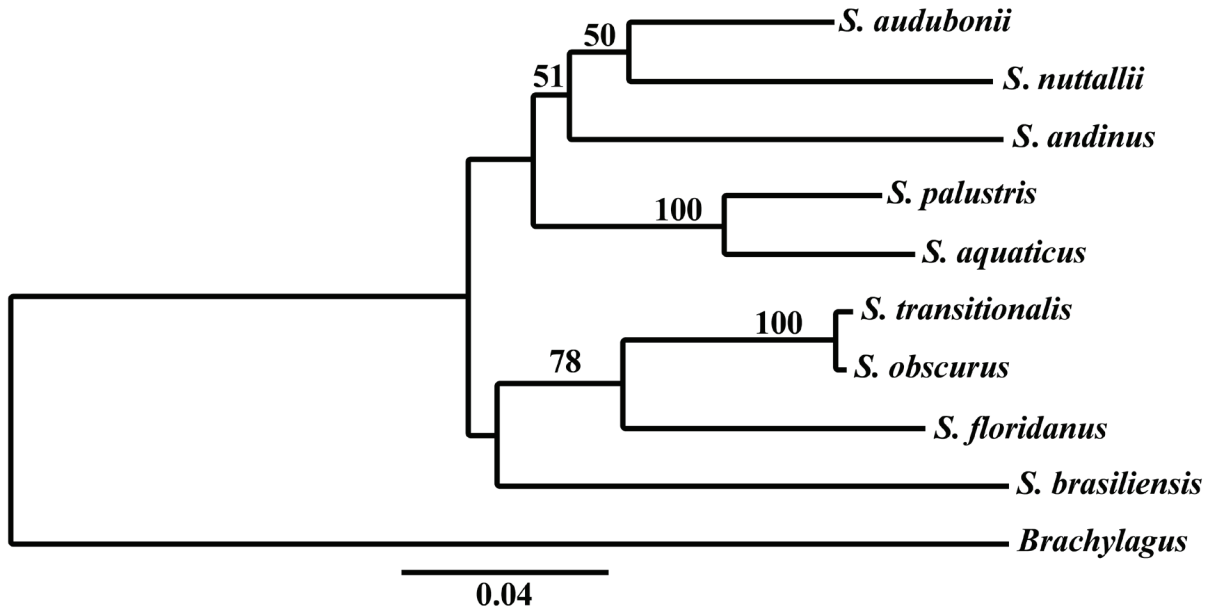 S. audubonii
50
S. nuttallii
51
S. andinus
S. palustris
100
S. aquaticus
S. transitionalis
100
S. obscurus
78
S. floridanus
S. brasiliensis
Brachylagus
0.04